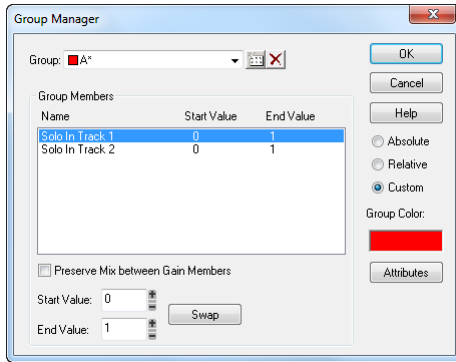 Group Manager
Group: A*
OK
Cancel
Help
Group Members
Name Start Value End Value
Solo In Track 1 0 1
Solo In Track 2 0 1
Absolute
Relative
Custom
Group Color:
Attributes
Preserve Mix between Gain Members
Start Value: 0
End Value: 1
Swap